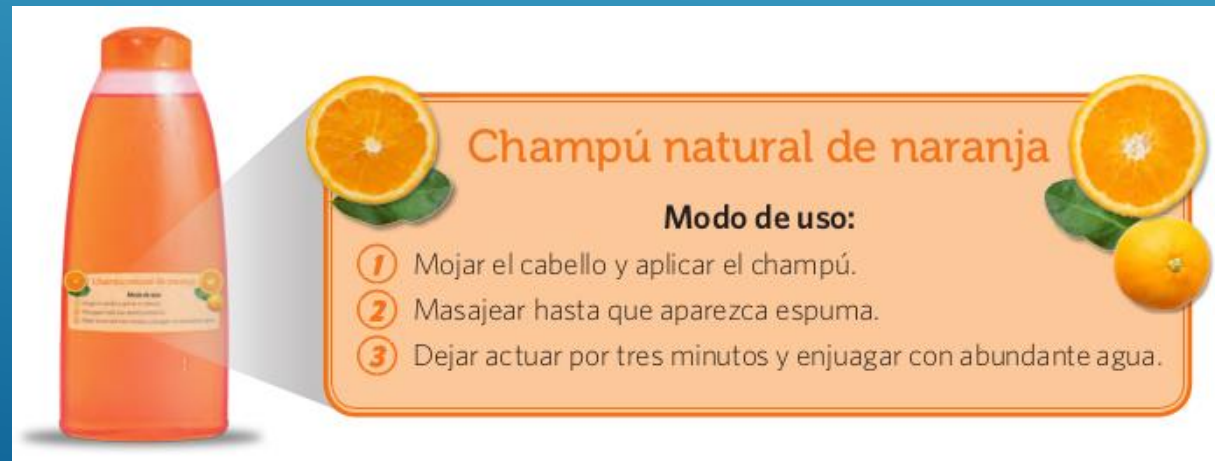 Champú natural de naranja
Modo de uso:
1 Mojar el cabello y aplicar el champú.
2 Masajear hasta que aparezca espuma.
3 Dejar actuar por tres minutos y enjuagar con abundante agua.